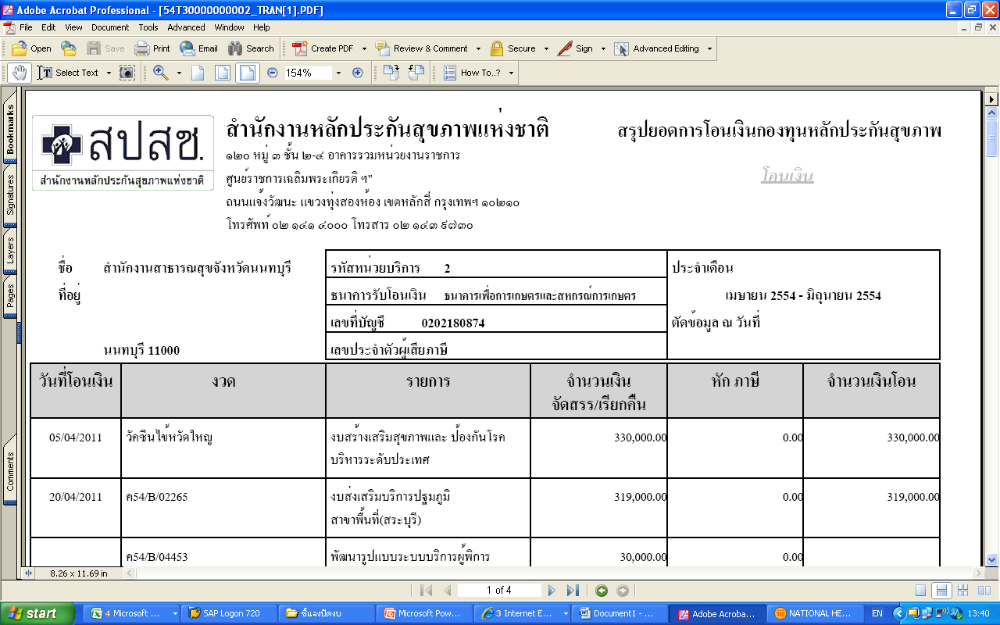 Adobe Acrobat Professional - [54T30000000002_TRAN[1].PDF]
File Edit View Document Tools Advanced Window Help
Open Save Print Email Search Create PDF Review & Comment Secure Sign Advanced Editing
Select Text 154% How To..?
Bookmarks
Signatures
Layers
Pages
Comments
สปสช.
สำนักงานหลักประกันสุขภาพแห่งชาติ
สำนักงานหลักประกันสุขภาพแห่งชาติ
๑๒๐ หมู่ ๓ ชั้น ๒-๔ อาคารรวมหน่วยงานราชการ
ศูนย์ราชการเฉลิมพระเกียรติ ฯ"
ถนนแจ้งวัฒนะ แขวงทุ่งสองห้อง เขตหลักสี่ กรุงเทพฯ ๑๐๒๑๐
โทรศัพท์ ๐๒ ๑๔๑ ๔๐๐๐ โทรสาร ๐๒ ๑๔๓ ๙๗๓๐
สรุปยอดการโอนเงินกองทุนหลักประกันสุขภาพ
โอนเงิน
ชื่อ สำนักงานสาธารณสุขจังหวัดนนทบุรี
ที่อยู่
นนทบุรี 11000
รหัสหน่วยบริการ 2
ธนาคารรับโอนเงิน ธนาคารเพื่อการเกษตรและสหกรณ์การเกษตร
เลขที่บัญชี 0202180874
เลขประจำตัวผู้เสียภาษี
ประจำเดือน
เมษายน 2554 - มิถุนายน 2554
ตัดข้อมูล ณ วันที่
วันที่โอนเงิน งวด รายการ จำนวนเงิน หัก ภาษี จำนวนเงินโอน
จัดสรร/เรียกคืน
05/04/2011 วัคซีนไข้หวัดใหญ่ งบสร้างเสริมสุขภาพและ ป้องกันโรค 330,000.00 0.00 330,000.00
บริหารระดับประเทศ
20/04/2011 ค54/B/02265 งบส่งเสริมบริการปฐมภูมิ 319,000.00 0.00 319,000.00
สาขาพื้นที่(สระบุรี)
ค54/B/04453 พัฒนารูปแบบระบบบริการผู้พิการ 30,000.00 0.00
8.26 x 11.69 in
1 of 4
start 4 Microsoft ... SAP Logon 720 ชี้แจงปิดงบ Microsoft Pow... 3 Internet E... Document1 - ... Adobe Acroba... NATIONAL HE... EN 13:40